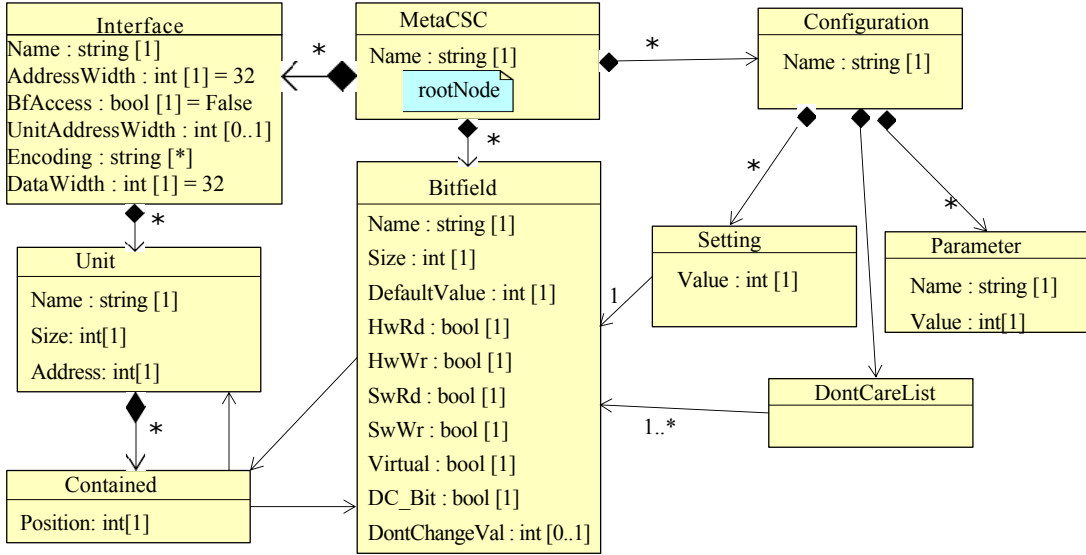 Interface
Name : string [1]
AddressWidth : int [1] = 32
BfAccess : bool [1] = False
UnitAddressWidth : int [0..1]
Encoding : string [*]
DataWidth : int [1] = 32
*
MetaCSC
Name : string [1]
rootNode
*
Configuration
Name : string [1]
*
*
Unit
Name : string [1]
Size: int[1]
Address: int[1]
*
Contained
Position: int[1]
Bitfield
Name : string [1]
Size : int [1]
DefaultValue : int [1]
HwRd : bool [1]
HwWr : bool [1]
SwRd : bool [1]
SwWr : bool [1]
Virtual : bool [1]
DC_Bit : bool [1]
DontChangeVal : int [0..1]
*
Setting
Value : int [1]
1
*
Parameter
Name : string [1]
Value : int[1]
DontCareList
1..*